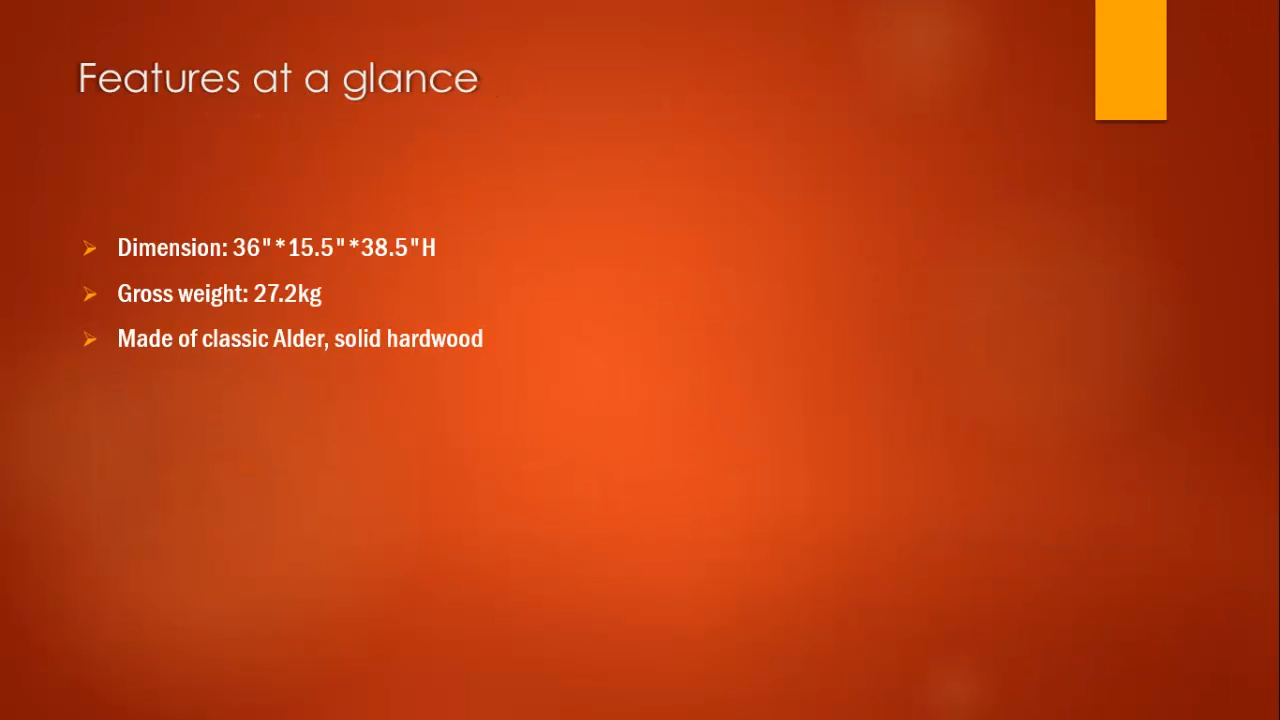 Features at a glance
Dimension: 36"*15.5"*38.5"H
Gross weight: 27.2kg
Made of classic Alder, solid hardwood